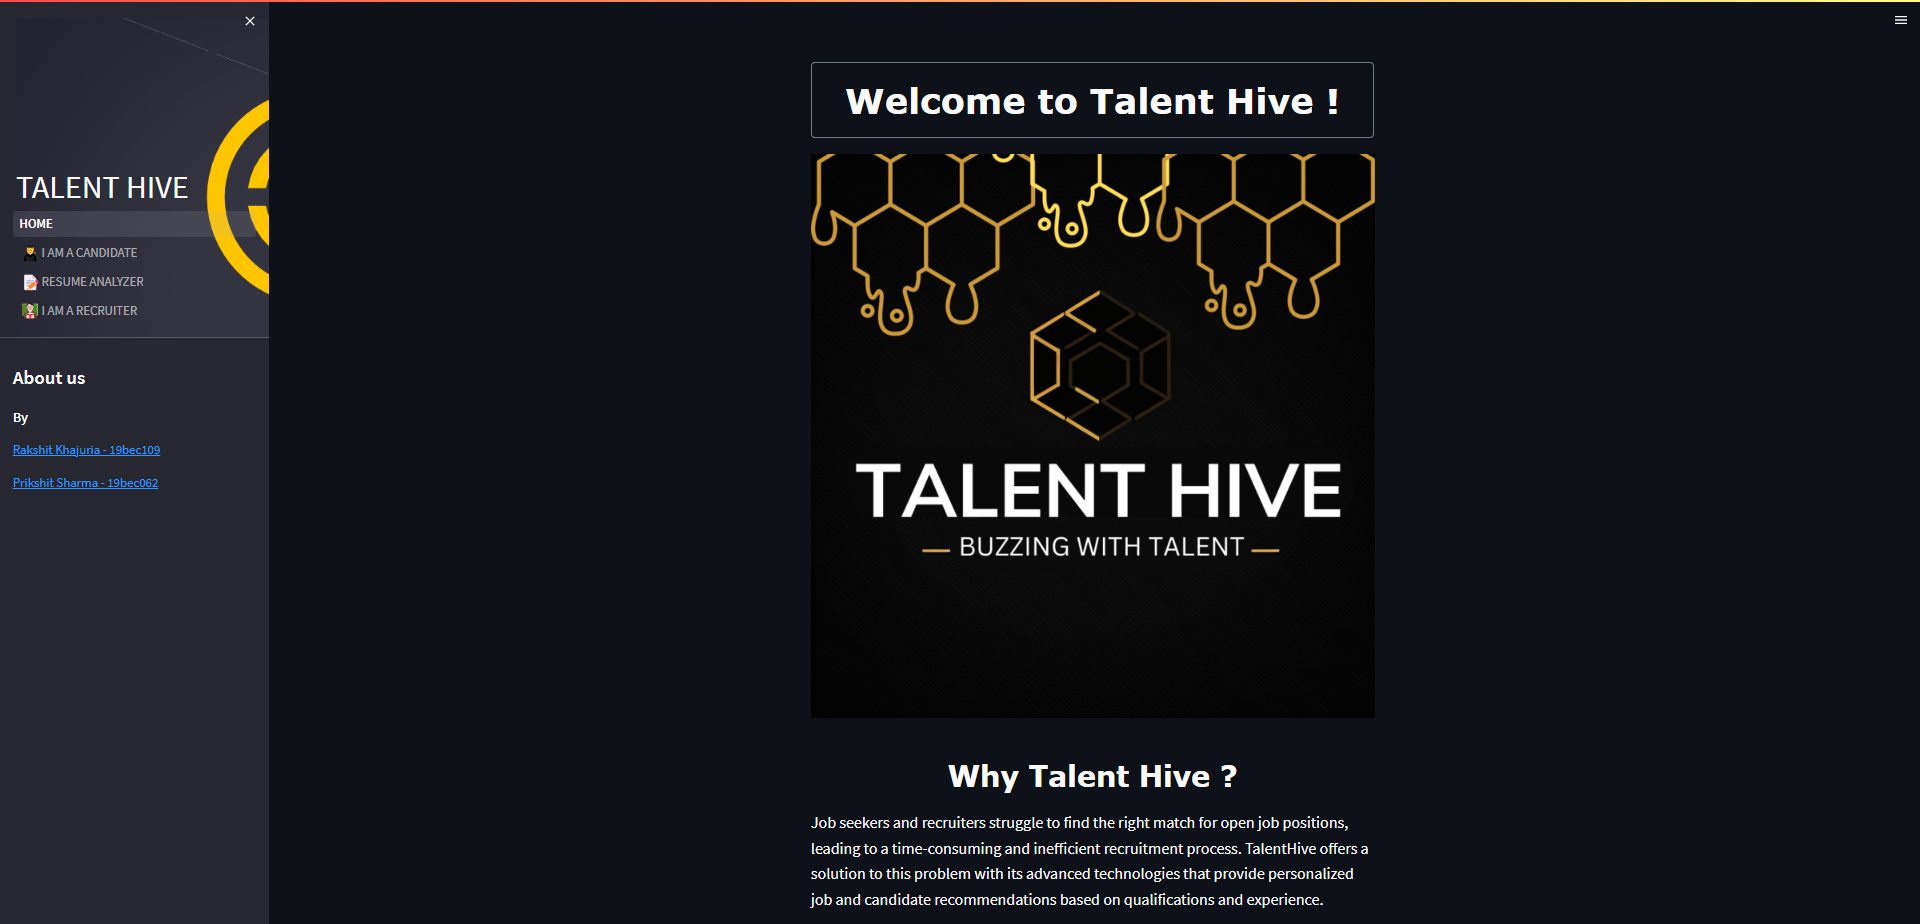 TALENT HIVE
HOME
I AM A CANDIDATE
RESUME ANALYZER
I AM A RECRUITER
About us
By
Rakshit Khajuria - 19bec109
Prikshit Sharma - 19bec062
Welcome to Talent Hive !
TALENT HIVE
BUZZING WITH TALENT
Why Talent Hive ?
Job seekers and recruiters struggle to find the right match for open job positions,
leading to a time-consuming and inefficient recruitment process. TalentHive offers a
solution to this problem with its advanced technologies that provide personalized
job and candidate recommendations based on qualifications and experience.